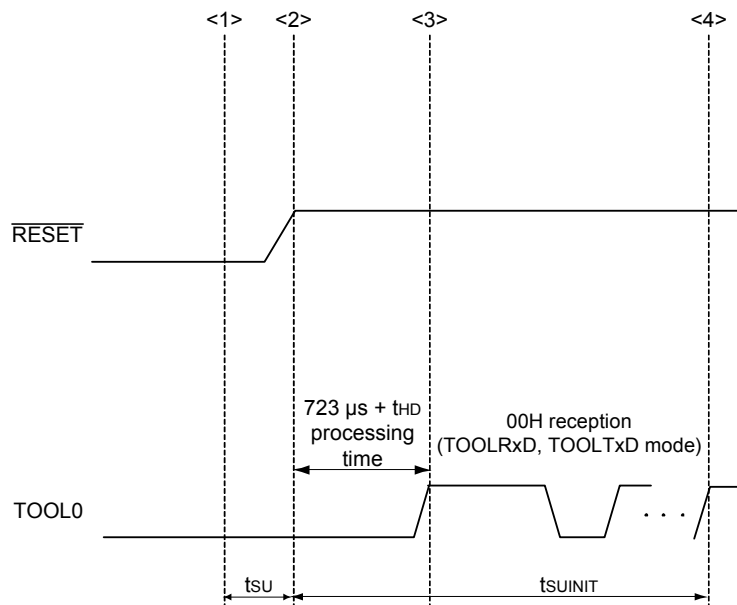 <1> <2> <3> <4>
RESET
723 µs + tHD
processing
time
00H reception
(TOOLRxD, TOOLTxD mode)
TOOL0
. . .
tSU
tSUINIT